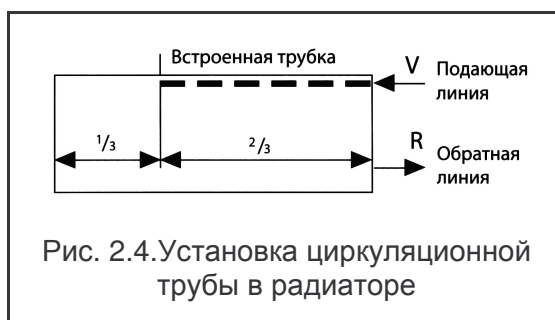 Встроенная трубка
V Подающая
линия
1/3
2/3
R Обратная
линия
Рис. 2.4.Установка циркуляционной
трубы в радиаторе